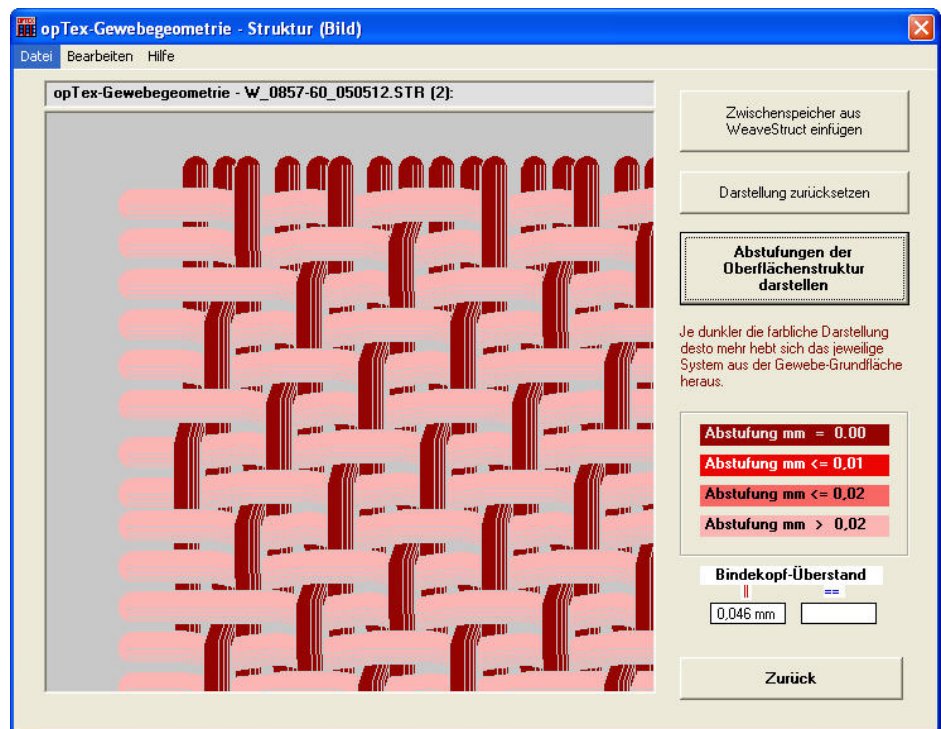 opTex-Gewebegeometrie - Struktur (Bild)
Datei Bearbeiten Hilfe
opTex-Gewebegeometrie - W_0857-60_050512.STR (2):
Zwischenspeicher aus
WeaveStruct einfügen
Darstellung zurücksetzen
Abstufungen der
Oberflächenstruktur
darstellen
Je dunkler die farbliche Darstellung
desto mehr hebt sich das jeweilige
System aus der Gewebe-Grundfläche
heraus.
Abstufung mm = 0.00
Abstufung mm <= 0,01
Abstufung mm <= 0,02
Abstufung mm > 0,02
Bindekopf-Überstand
|| ==
0,046 mm
Zurück